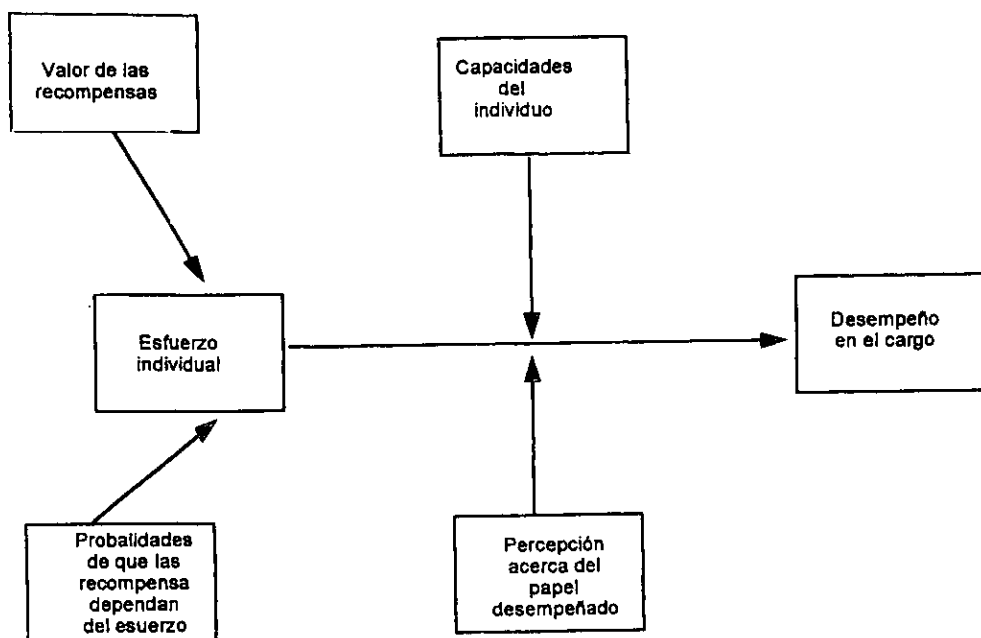 Valor de las
recompensas
Capacidades
del
individuo
Esfuerzo
individual
Desempeño
en el cargo
Probalidades
de que las
recompensa
dependan
del esuerzo
Percepción
acerca del
papel
desempeñado